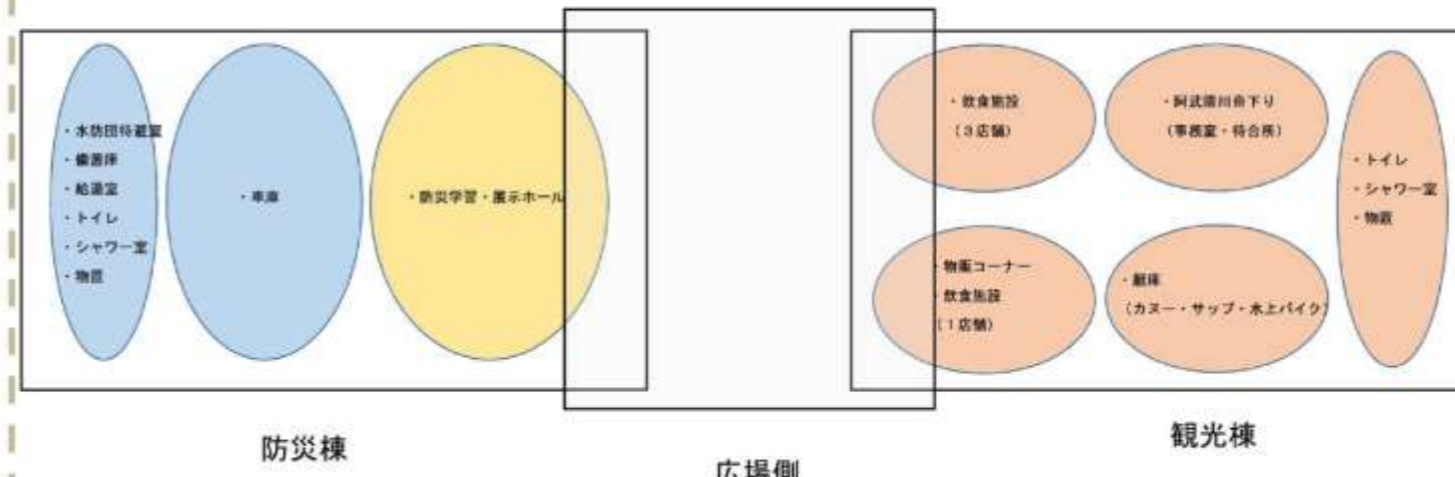 ・水防団待避室
・備蓄庫
・給湯室
・トイレ
・シャワー室
・物置
・車庫
・防災学習・展示ホール
・飲食施設
(3店舗)
・阿武隈川舟下り
(事務室・待合所)
・物販コーナー
・飲食施設
(1店舗)
・艇庫
(カヌー・サップ・水上バイク)
・トイレ
・シャワー室
・物置
防災棟
広場側
観光棟